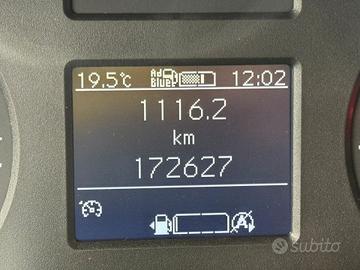 19.5°C AdBlue 12:02
1116.2
km
172627
A
subito